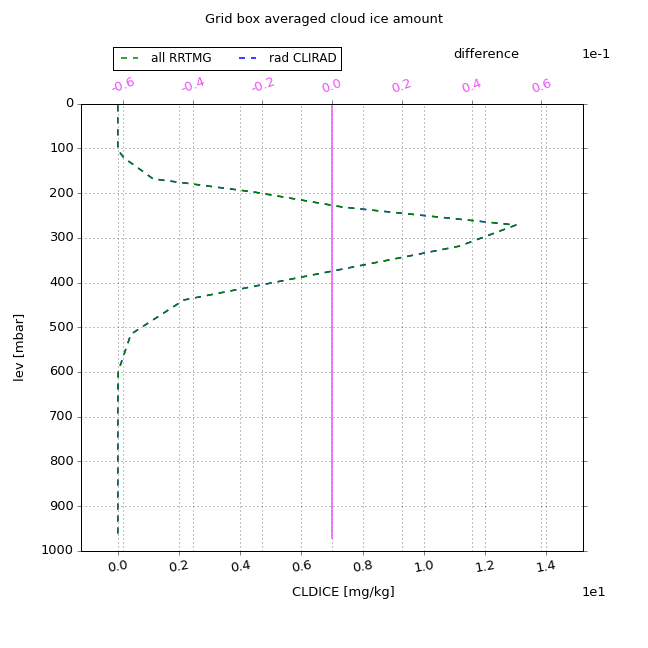 Grid box averaged cloud ice amount
all RRTMG rad CLIRAD
difference 1e-1
-0.6 -0.4 -0.2 0.0 0.2 0.4 0.6
0
100
200
300
400
500
600
700
800
900
1000
lev [mbar]
0.0 0.2 0.4 0.6 0.8 1.0 1.2 1.4
CLDICE [mg/kg] 1e1